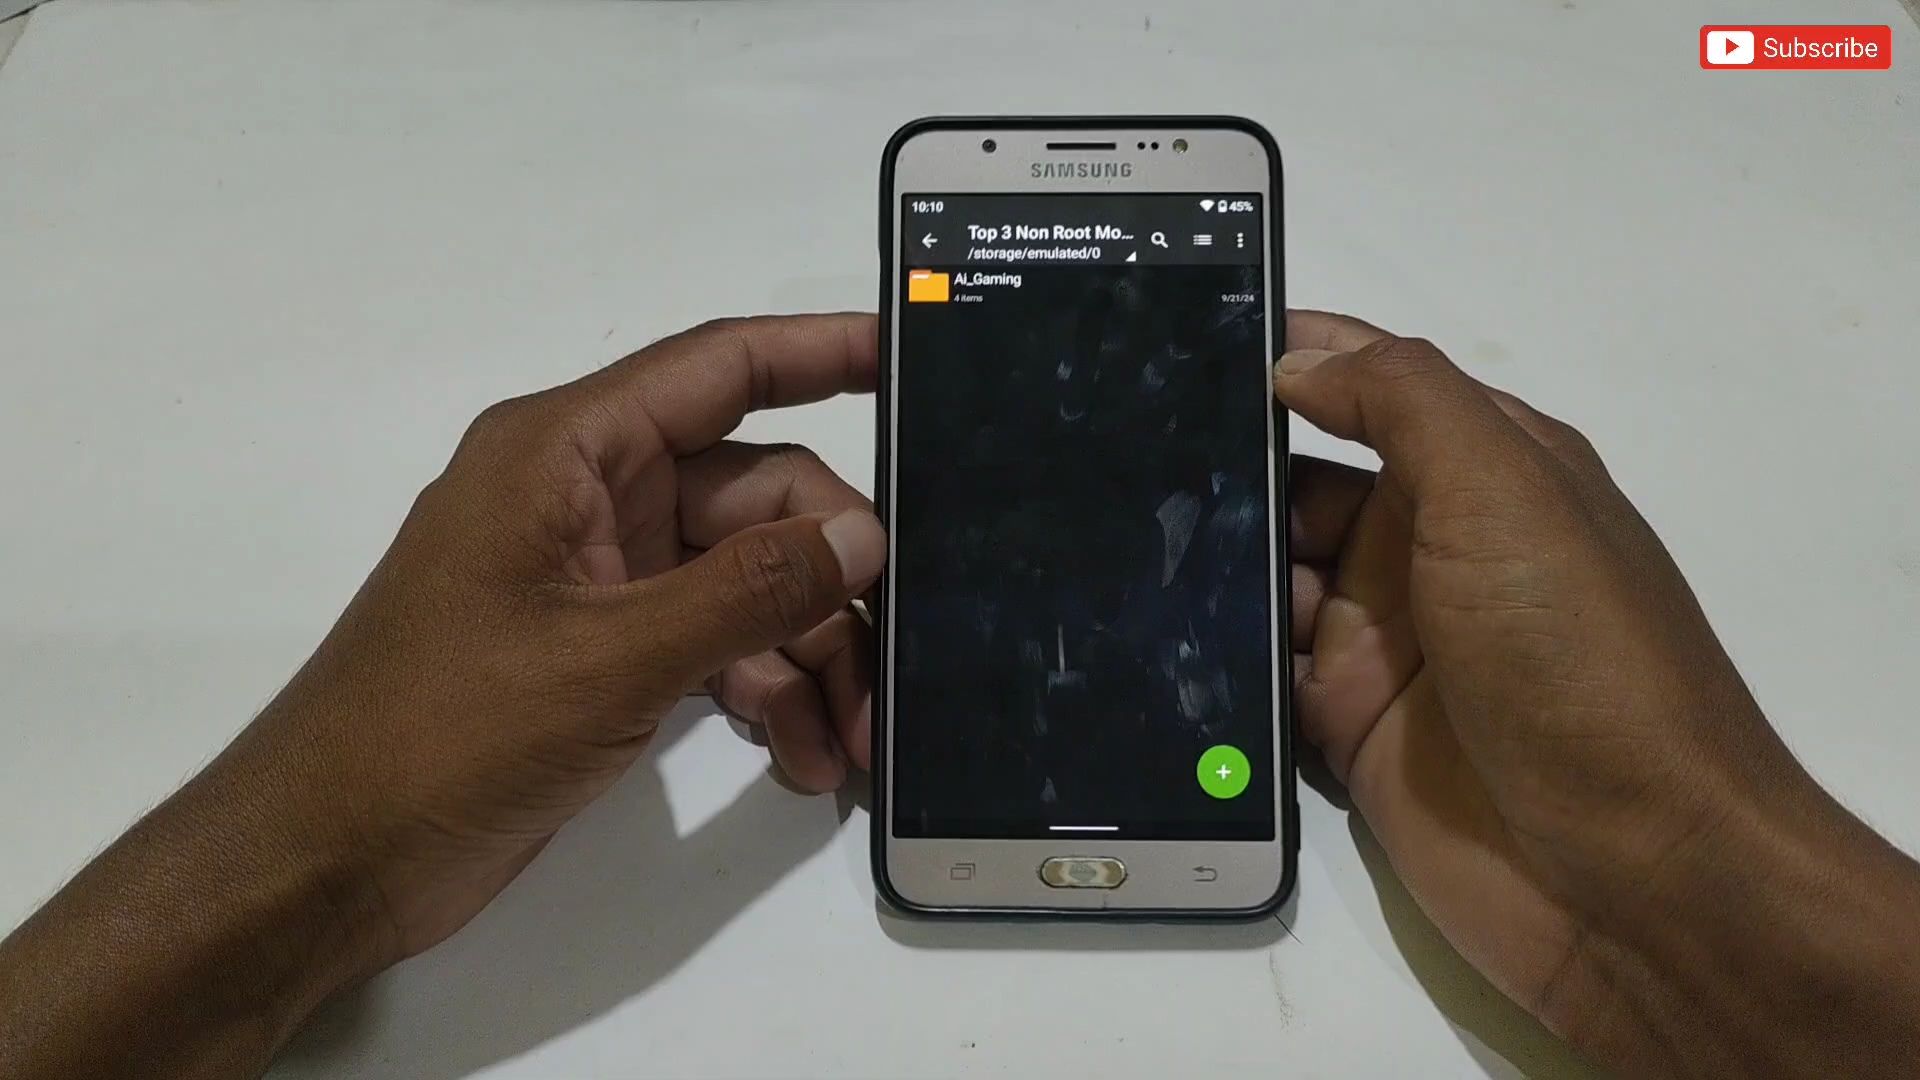 Subscribe
SAMSUNG
10:10
45%
Top 3 Non Root Mo...
/storage/emulated/0
Ai_Gaming
4 items
9/21/24